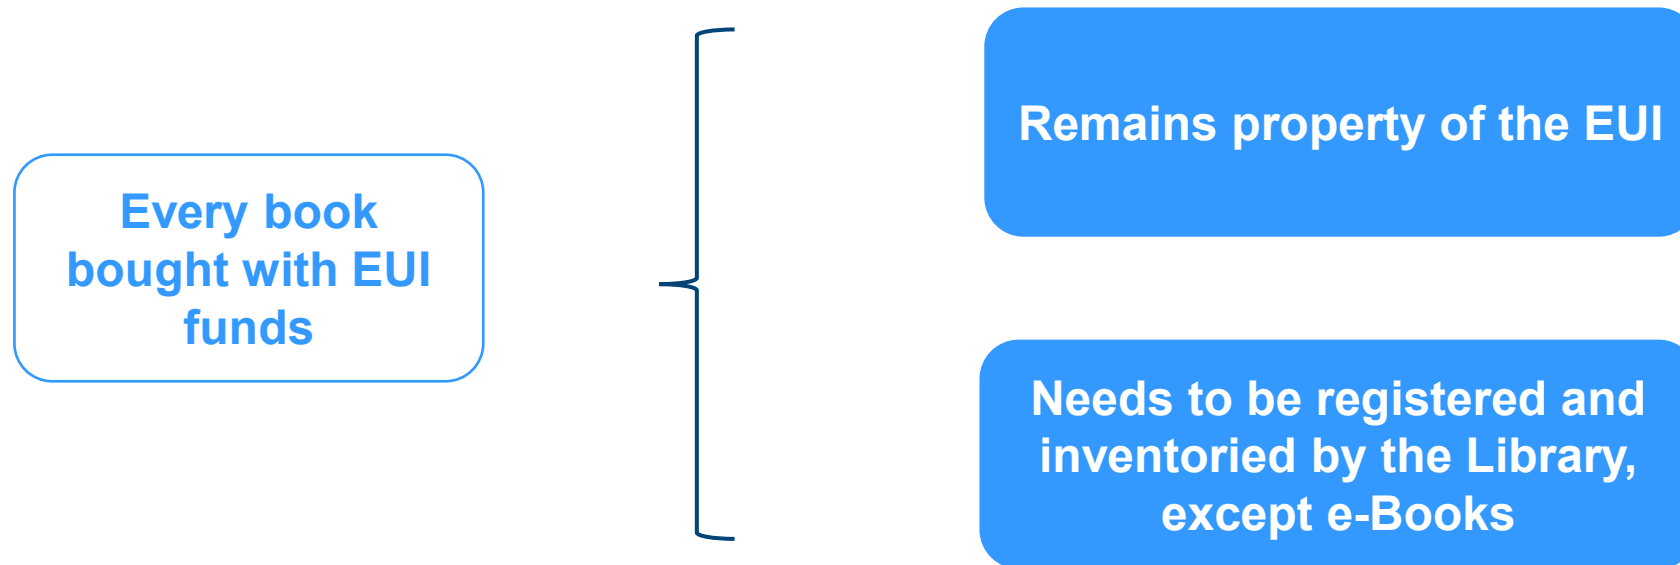 Every book
bought with EUI
funds
Remains property of the EUI
Needs to be registered and
inventoried by the Library,
except e-Books